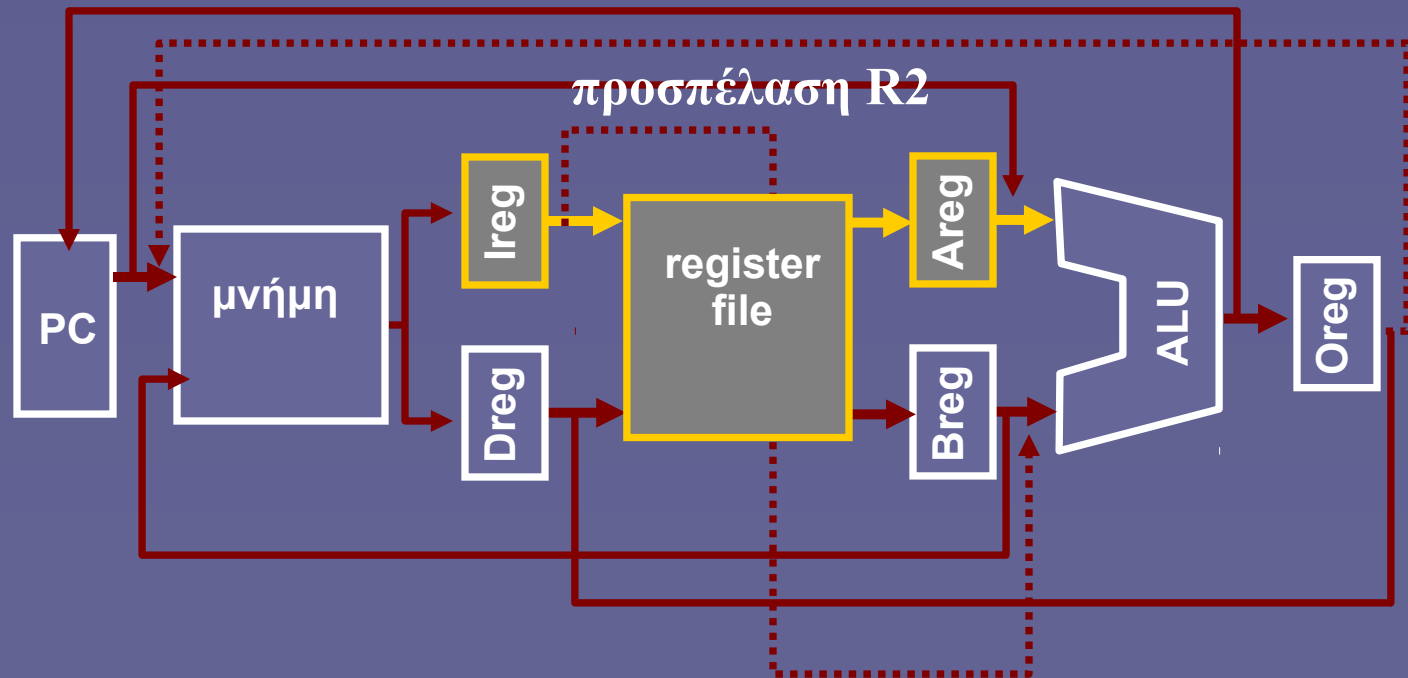 προσπέλαση R2
Ireg
Areg
register
file
μνήμη
PC
ALU
Oreg
Dreg
Breg